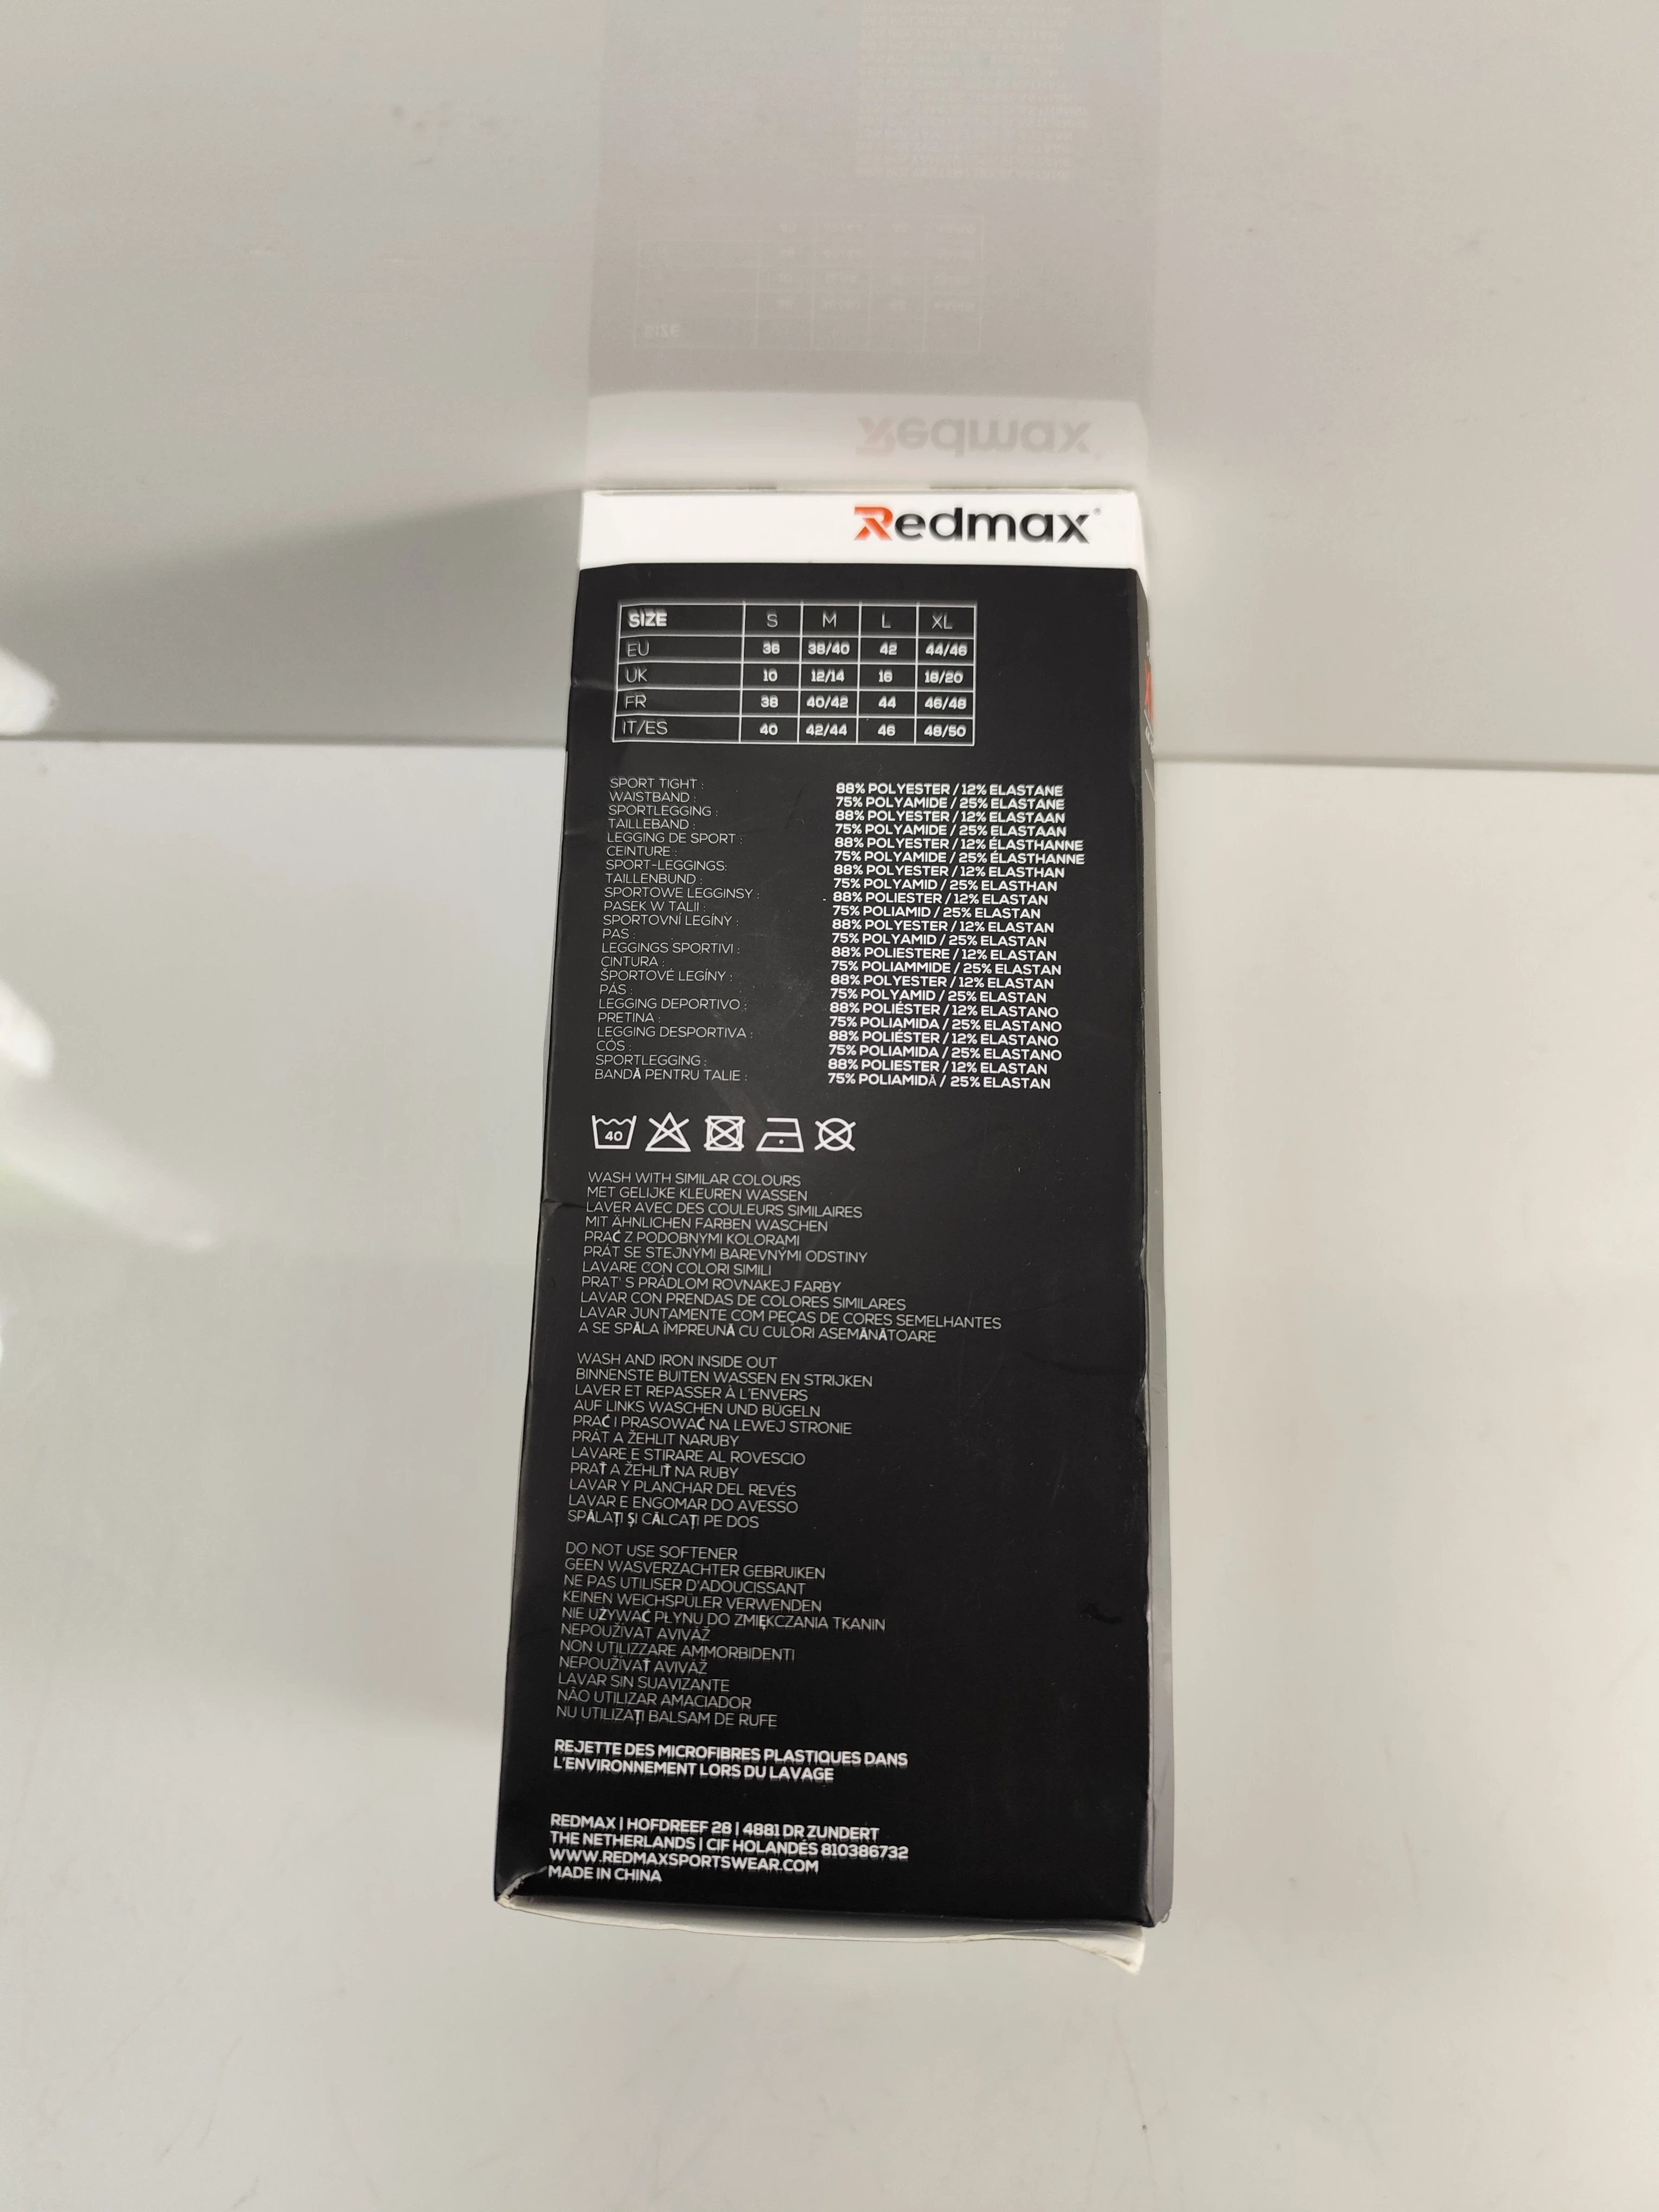 Redmax®
SIZE S M L XL
EU 36 38/40 42 44/46
UK 10 12/14 16 18/20
FR 38 40/42 44 46/48
IT/ES 40 42/44 46 48/50
SPORT TIGHT : 88% POLYESTER / 12% ELASTANE
WAISTBAND : 75% POLYAMIDE / 25% ELASTANE
SPORTLEGGING : 88% POLYESTER / 12% ELASTAAN
TAILLEBAND : 75% POLYAMIDE / 25% ELASTAAN
LEGGING DE SPORT : 88% POLYESTER / 12% ÉLASTHANNE
CEINTURE : 75% POLYAMIDE / 25% ÉLASTHANNE
SPORT-LEGGINGS: 88% POLYESTER / 12% ELASTHAN
TAILLENBUND : 75% POLYAMID / 25% ELASTHAN
SPORTOWE LEGGINSY : 88% POLIESTER / 12% ELASTAN
PASEK W TALII : 75% POLIAMID / 25% ELASTAN
SPORTOVNÍ LEGÍNY : 88% POLYESTER / 12% ELASTAN
PAS : 75% POLYAMID / 25% ELASTAN
LEGGINGS SPORTIVI : 88% POLIESTERE / 12% ELASTAN
CINTURA : 75% POLIAMMIDE / 25% ELASTAN
ŠPORTOVÉ LEGÍNY : 88% POLYESTER / 12% ELASTAN
PÁS : 75% POLYAMID / 25% ELASTAN
LEGGING DEPORTIVO : 88% POLIÉSTER / 12% ELASTANO
PRETINA : 75% POLIAMIDA / 25% ELASTANO
LEGGING DESPORTIVA : 88% POLIÉSTER / 12% ELASTANO
CÓS : 75% POLIAMIDA / 25% ELASTANO
SPORTLEGGING : 88% POLIESTER / 12% ELASTAN
BANDĂ PENTRU TALIE : 75% POLIAMIDĂ / 25% ELASTAN
40
WASH WITH SIMILAR COLOURS
MET GELIJKE KLEUREN WASSEN
LAVER AVEC DES COULEURS SIMILAIRES
MIT ÄHNLICHEN FARBEN WASCHEN
PRAĆ Z PODOBNYMI KOLORAMI
PRÁT SE STEJNÝMI BAREVNÝMI ODSTINY
LAVARE CON COLORI SIMILI
PRAT' S PRÁDLOM ROVNAKEJ FARBY
LAVAR CON PRENDAS DE COLORES SIMILARES
LAVAR JUNTAMENTE COM PEÇAS DE CORES SEMELHANTES
A SE SPĂLA ÎMPREUNĂ CU CULORI ASEMĂNĂTOARE
WASH AND IRON INSIDE OUT
BINNENSTE BUITEN WASSEN EN STRIJKEN
LAVER ET REPASSER À L'ENVERS
AUF LINKS WASCHEN UND BÜGELN
PRAĆ I PRASOWAĆ NA LEWEJ STRONIE
PRÁT A ŽEHLIT NARUBY
LAVARE E STIRARE AL ROVESCIO
PRAŤ A ŽEHLIŤ NA RUBY
LAVAR Y PLANCHAR DEL REVÉS
LAVAR E ENGOMAR DO AVESSO
SPĂLAȚI ȘI CĂLCAȚI PE DOS
DO NOT USE SOFTENER
GEEN WASVERZACHTER GEBRUIKEN
NE PAS UTILISER D'ADOUCISSANT
KEINEN WEICHSPÜLER VERWENDEN
NIE UŻYWAĆ PŁYNU DO ZMIĘKCZANIA TKANIN
NEPOUŽÍVAT AVIVÁŽ
NON UTILIZZARE AMMORBIDENTI
NEPOUŽÍVAŤ AVIVÁŽ
LAVAR SIN SUAVIZANTE
NÃO UTILIZAR AMACIADOR
NU UTILIZAȚI BALSAM DE RUFE
REJETTE DES MICROFIBRES PLASTIQUES DANS
L'ENVIRONNEMENT LORS DU LAVAGE
REDMAX | HOFDREEF 28 | 4881 DR ZUNDERT
THE NETHERLANDS | CIF HOLANDÉS 810386732
WWW.REDMAXSPORTSWEAR.COM
MADE IN CHINA